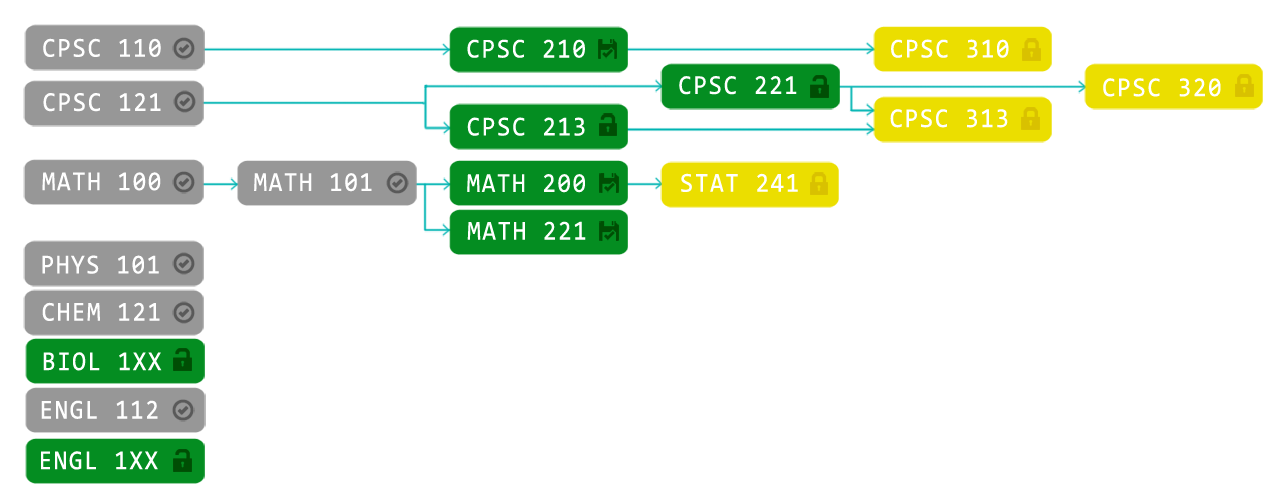 CPSC 110
CPSC 210
CPSC 310
CPSC 121
CPSC 221
CPSC 320
CPSC 213
CPSC 313
MATH 100
MATH 101
MATH 200
STAT 241
MATH 221
PHYS 101
CHEM 121
BIOL 1XX
ENGL 112
ENGL 1XX